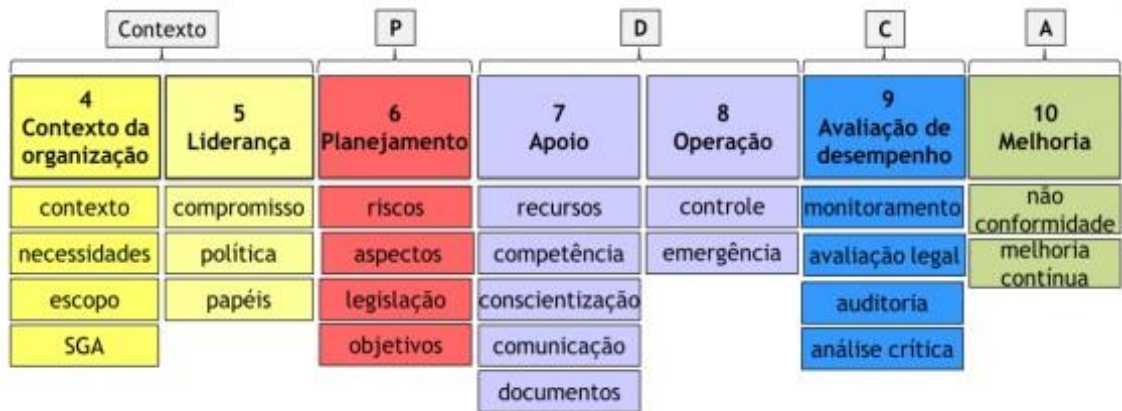 Contexto
P
D
C
A
4
Contexto da
organização
5
Liderança
6
Planejamento
7
Apoio
8
Operação
9
Avaliação de
desempenho
10
Melhoria
contexto
necessidades
escopo
SGA
compromisso
política
papéis
riscos
aspectos
legislação
objetivos
recursos
competência
conscientização
comunicação
documentos
controle
emergência
monitoramento
avaliação legal
auditoria
análise crítica
não
conformidade
melhoria
contínua